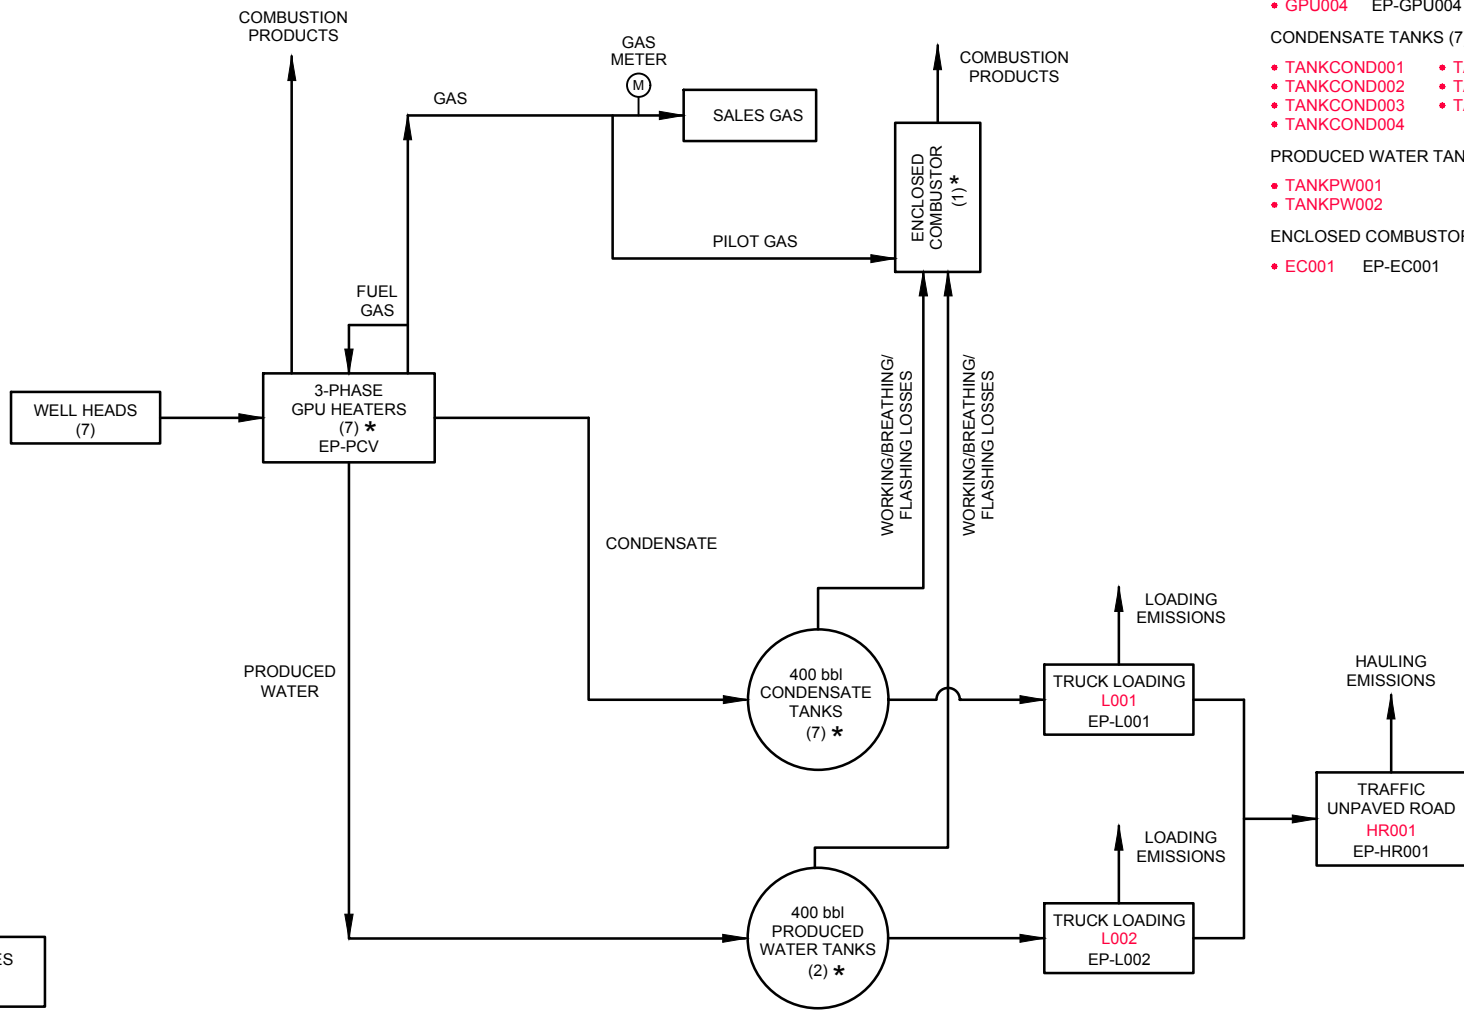 COMBUSTION
PRODUCTS
GAS
METER
M
GAS
SALES GAS
COMBUSTION
PRODUCTS
ENCLOSED
COMBUSTOR
(1) *
PILOT GAS
FUEL
GAS
WELL HEADS
(7)
3-PHASE
GPU HEATERS
(7) *
EP-PCV
WORKING/BREATHING/
FLASHING LOSSES
WORKING/BREATHING/
FLASHING LOSSES
CONDENSATE
PRODUCED
WATER
400 bbl
CONDENSATE
TANKS
(7) *
LOADING
EMISSIONS
TRUCK LOADING
L001
EP-L001
HAULING
EMISSIONS
TRAFFIC
UNPAVED ROAD
HR001
EP-HR001
400 bbl
PRODUCED
WATER TANKS
(2) *
LOADING
EMISSIONS
TRUCK LOADING
L002
EP-L002
• GPU004 EP-GPU004
CONDENSATE TANKS (7
• TANKCOND001 • T
• TANKCOND002 • T
• TANKCOND003 • T
• TANKCOND004
PRODUCED WATER TAN
• TANKPW001
• TANKPW002
ENCLOSED COMBUSTOR
• EC001 EP-EC001
ES